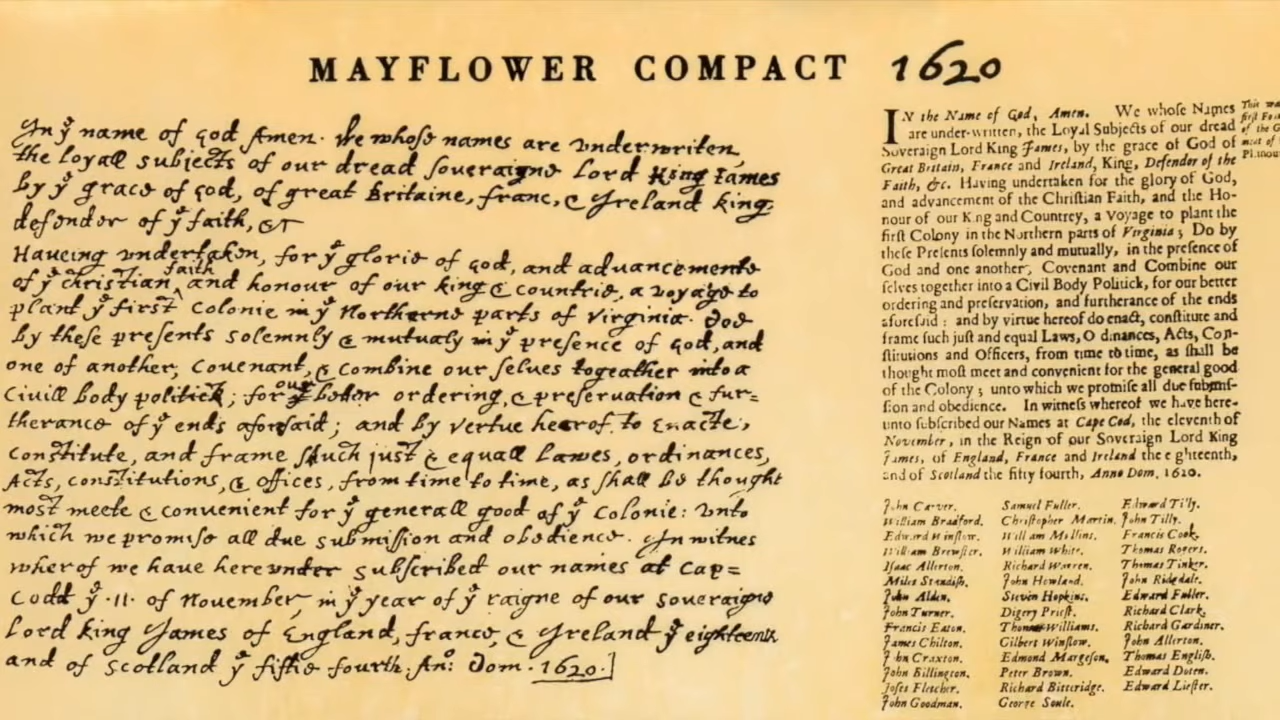 MAYFLOWER COMPACT 1620
In yͤ name of god Amen. We whose names are underwriten,
the loyall subjects of our dread soveraigne Lord King Iames
by yͤ grace of god, of great Britaine, franc, & Ireland king,
defender of yͤ faith, &c
Haveing undertaken, for yͤ glorie of god, and advancemente
of yͤ christian faith and honour of our king & countrie, a voyage to
plant yͤ first colonie in yͤ Northerne parts of Virginia. Doe
by these presents solemnly & mutualy in yͤ presence of god, and
one of another, covenant, & combine our selves togeather into a
Civill body politick; for our better ordering, & preservation & fur=
therance of yͤ ends aforesaid; and by vertue hearof to enacte,
constitute, and frame shuch just & equall lawes, ordinances,
Acts, constitutions, & offices, from time to time, as shall be thought
most meete & convenient for yͤ generall good of yͤ Colonie: unto
which we promise all due submission and obedience. In witnes
wherof we have hereunder subscribed our names at Cap=
Codd yͤ .11. of November, in yͤ year of yͤ raigne of our soveraigne
Lord king James of England, france, & Ireland yͤ eighteenth
and of Scotland yͤ fiftie fourth. An: Dom. 1620.]
IN the Name of God, Amen. We whose Names
are under-written, the Loyal Subjects of our dread
Sovereign Lord King James, by the grace of God of
Great Britain, France and Ireland, King, Defender of the
Faith, &c. Having undertaken for the glory of God,
and advancement of the Christian Faith, and the Ho-
nour of our King and Countrey, a Voyage to plant the
first Colony in the Northern parts of Virginia; Do by
these Presents solemnly and mutually, in the presence of
God and one another, Covenant and Combine our
selves together into a Civil Body Politick, for our better
ordering and preservation, and furtherance of the ends
aforesaid: and by virtue hereof do enact, constitute and
frame such just and equal Laws, Ordinances, Acts, Con-
stitutions and Officers, from time to time, as shall be
thought most meet and convenient for the general good
of the Colony; unto which we promise all due submis-
sion and obedience. In witness whereof we have here-
unto subscribed our Names at Cape Cod, the eleventh of
November, in the Reign of our Sovereign Lord King
James, of England, France and Ireland the eighteenth,
and of Scotland the fifty fourth, Anno Dom. 1620.
This was
first Fou
of the G
ment of
Plimou
John Carver. Samuel Fuller. Edward Tilly.
William Bradford. Christopher Martin. John Tilly.
Edward Winslow. William Mullins. Francis Cook.
William Brewster. William White. Thomas Rogers.
Isaac Allerton. Richard Warren. Thomas Tinker.
Miles Standish. John Howland. John Ridgdale.
John Alden. Steven Hopkins. Edward Fuller.
John Turner. Digery Priest. Richard Clark.
Francis Eaton. Thomas Williams. Richard Gardiner.
James Chilton. Gilbert Winslow. John Allerton.
John Craxton. Edmond Margeson. Thomas English.
John Billington. Peter Brown. Edward Doten.
Joses Fletcher. Richard Bitteridge. Edward Liester.
John Goodman. George Soule.